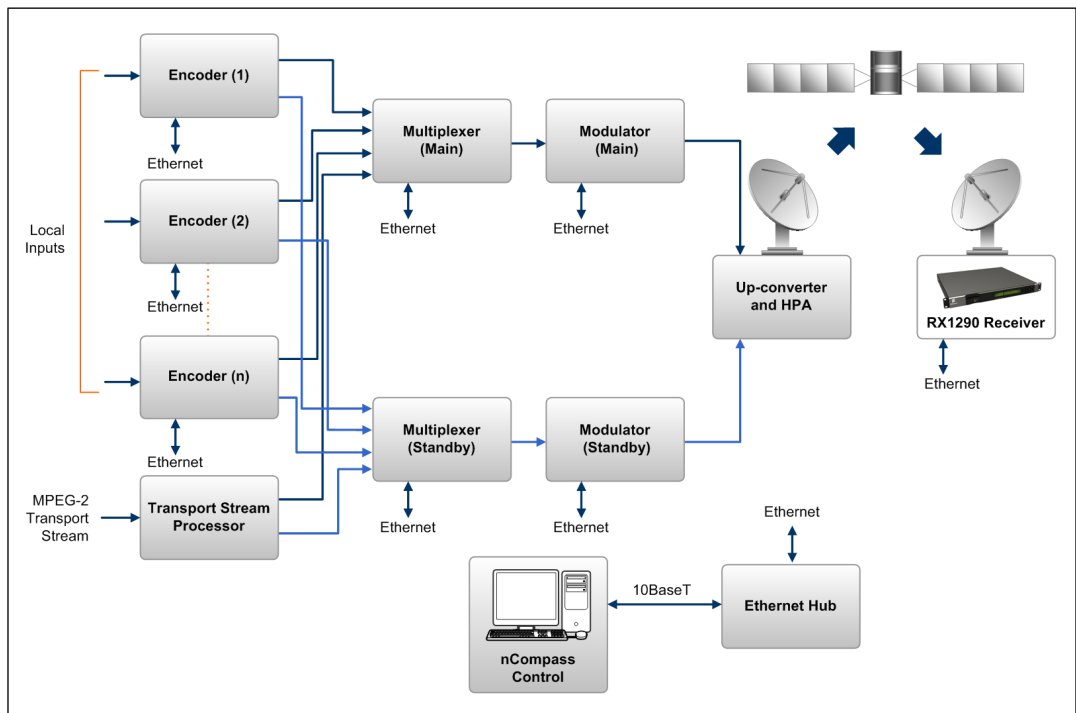 Encoder (1)
Ethernet
Encoder (2)
Ethernet
Local
Inputs
Encoder (n)
Ethernet
MPEG-2
Transport
Stream
Transport Stream
Processor
Multiplexer
(Main)
Ethernet
Modulator
(Main)
Ethernet
Multiplexer
(Standby)
Ethernet
Modulator
(Standby)
Ethernet
Up-converter
and HPA
RX1290 Receiver
Ethernet
nCompass
Control
10BaseT
Ethernet
Ethernet Hub